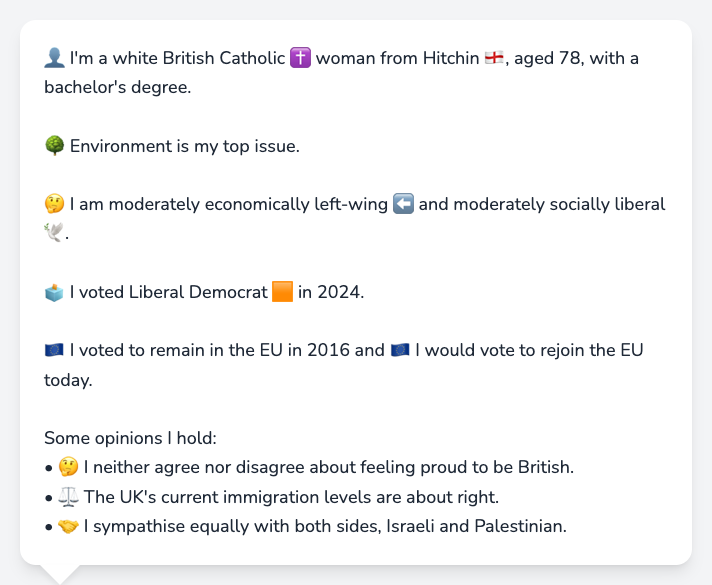 👤 I'm a white British Catholic ✝️ woman from Hitchin 🏴󠁧󠁢󠁥󠁮󠁧󠁿, aged 78, with a
bachelor's degree.
🌳 Environment is my top issue.
🤔 I am moderately economically left-wing ⬅️ and moderately socially liberal
🕊️.
🗳️ I voted Liberal Democrat 🟧 in 2024.
🇪🇺 I voted to remain in the EU in 2016 and 🇪🇺 I would vote to rejoin the EU
today.
Some opinions I hold:
• 🤔 I neither agree nor disagree about feeling proud to be British.
• ⚖️ The UK's current immigration levels are about right.
• 🤝 I sympathise equally with both sides, Israeli and Palestinian.